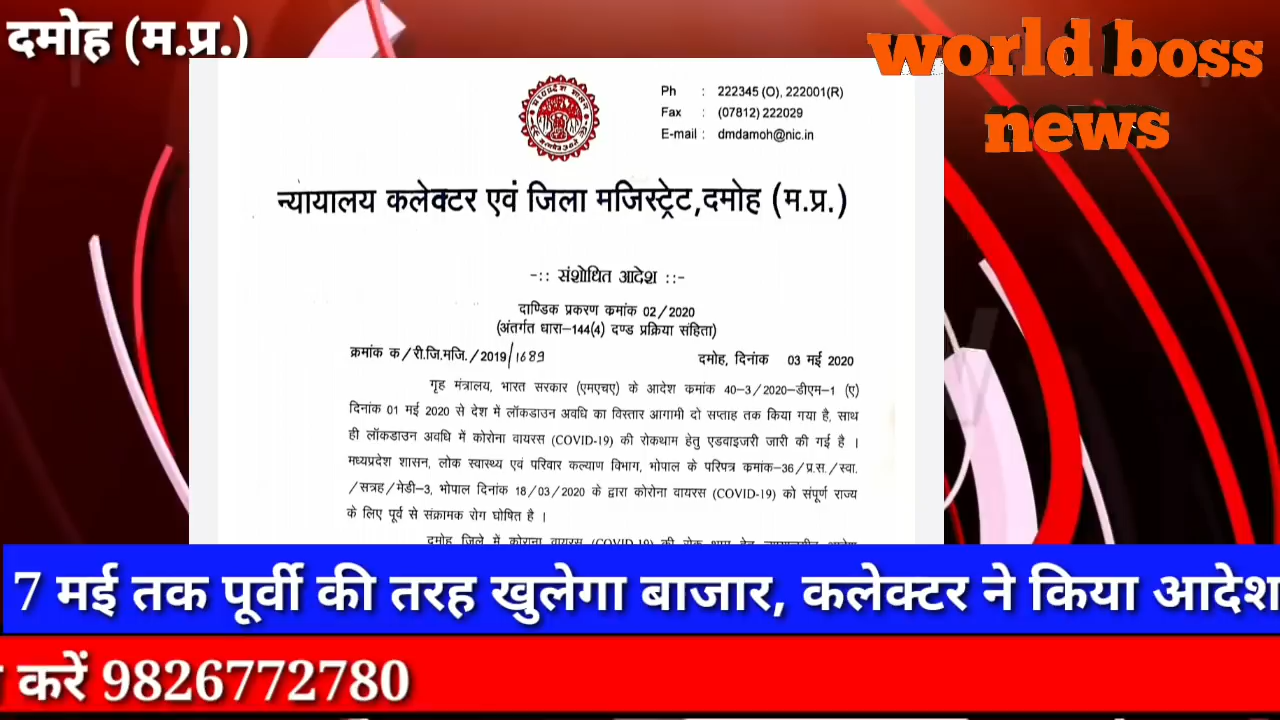 दमोह (म.प्र.)
world boss
news
Ph : 222345 (O), 222001(R)
Fax : (07812) 222029
E-mail : dmdamoh@nic.in
न्यायालय कलेक्टर एवं जिला मजिस्ट्रेट,दमोह (म.प्र.)
-:: संशोधित आदेश ::-
दाण्डिक प्रकरण कमांक 02/2020
(अंतर्गत धारा–144(4) दण्ड प्रक्रिया संहिता)
क्रमांक क/री.जि.मजि./2019/1689 दमोह, दिनांक 03 मई 2020
गृह मंत्रालय, भारत सरकार (एमएचए) के आदेश कमांक 40–3/2020–डीएम–1 (ए)
दिनांक 01 मई 2020 से देश में लॉकडाउन अवधि का विस्तार आगामी दो सप्ताह तक किया गया है, साथ
ही लॉकडाउन अवधि में कोरोना वायरस (COVID-19) की रोकथाम हेतु एडवाइजरी जारी की गई है ।
मध्यप्रदेश शासन, लोक स्वास्थ्य एवं परिवार कल्याण विभाग, भोपाल के परिपत्र कमांक–36/प्र.स./स्वा.
/सत्रह/मेडी–3, भोपाल दिनांक 18/03/2020 के द्वारा कोरोना वायरस (COVID-19) को संपूर्ण राज्य
के लिए पूर्व से संक्रामक रोग घोषित है ।
दमोह जिले में कोराना वायरस (COVID-19) की रोक थाम हेतु
7 मई तक पूर्वी की तरह खुलेगा बाजार, कलेक्टर ने किया आदेश
करें 9826772780